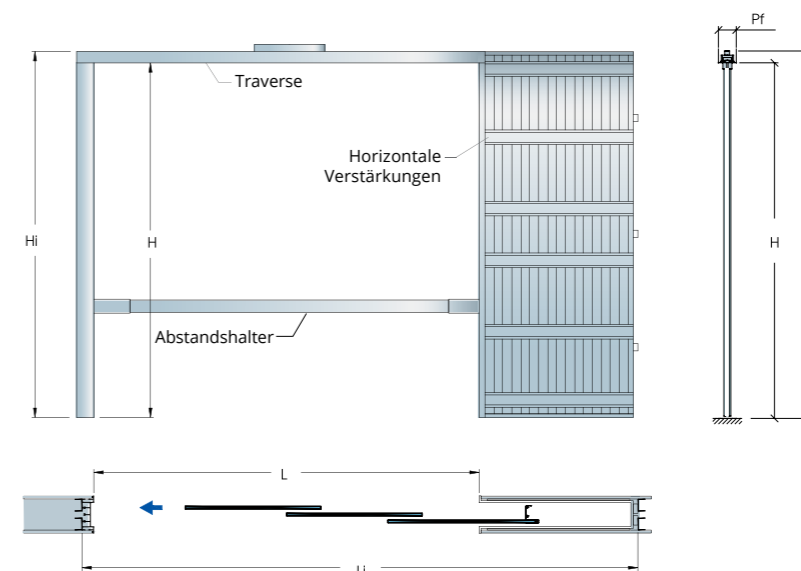 Pf
Traverse
Horizontale
Verstärkungen
Hi
H
H
Abstandshalter
L